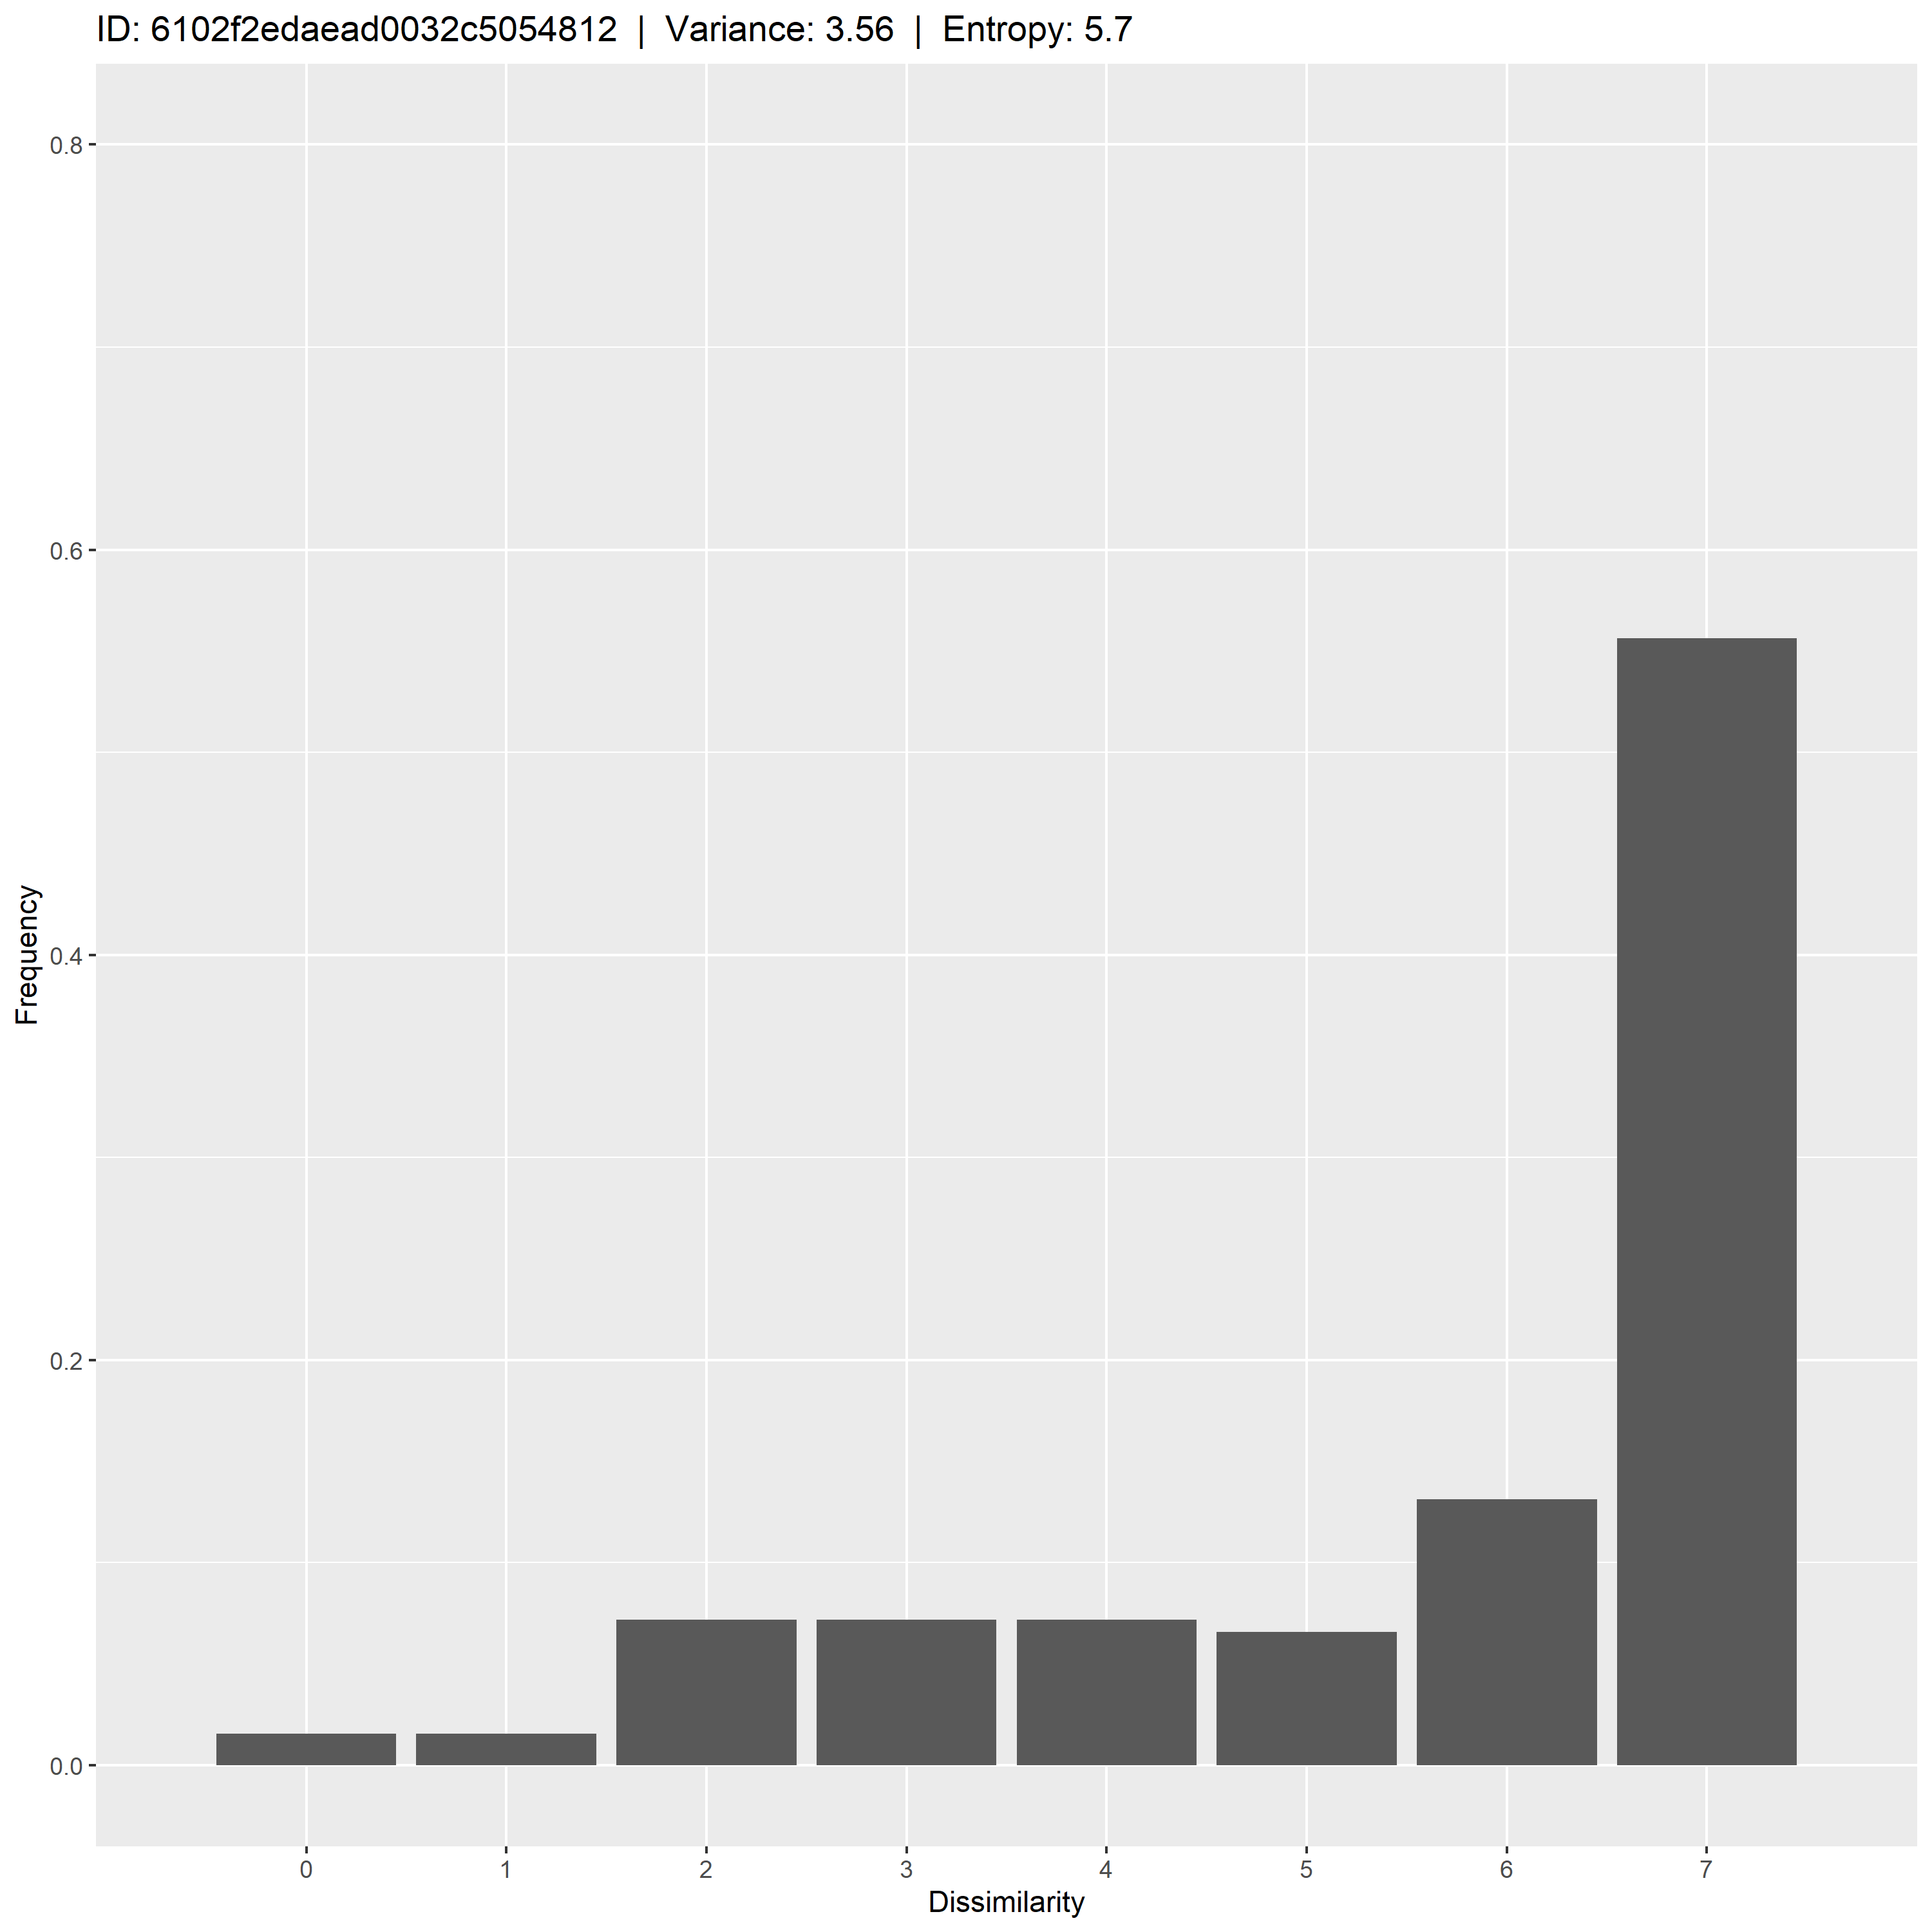 ID: 6102f2edaead0032c5054812 | Variance: 3.56 | Entropy: 5.7
0.8
0.6
0.4
0.2
0.0
Frequency
0 1 2 3 4 5 6 7
Dissimilarity